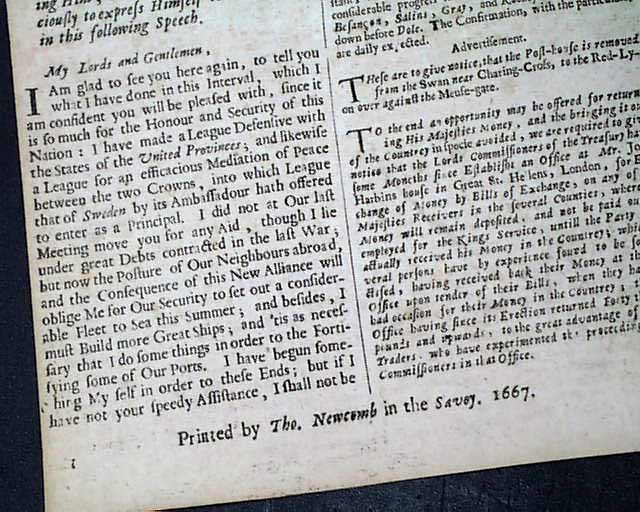 ciously to express Himself
in this following Speech.
My Lords and Gentlemen,
I Am glad to see you here again, to tell you
what I have done in this Interval, which I
am confident you will be pleased with, since it
is so much for the Honour and Security of this
Nation: I have made a League Defensive with
the States of the United Provinces; and likewise
a League for an efficacious Mediation of Peace
between the two Crowns, into which League
that of Sweden by its Ambassadour hath offered
to enter as a Principal. I did not at Our last
Meeting move you for any Aid, though I lie
under great Debts contracted in the last War;
but now the Posture of Our Neighbours abroad,
and the Consequence of this New Alliance will
oblige Me for Our Security to set out a consider-
able Fleet to Sea this Summer; and besides, I
must Build more Great Ships; and 'tis as neces-
sary that I do some things in order to the Forti-
fying some of Our Ports. I have begun some-
thing My self in order to these Ends; but if I
have not your speedy Assistance, I shall not be
considerable progress
Besançon, Salins, Gray, and
down before Dole. The Confirmation, with the particular
are daily expected.
Advertisement.
THese are to give notice, that the Post-house is removed
from the Swan near Charing-Cross, to the Red-Ly-
on over against the Meuse-gate.
TO the end an opportunity may be offered for return
ing His Majesties Money, and the bringing it o
of the Countrey in specie avoided, we are required to giv
notice that the Lords Commissioners of the Treasury ha
some Months since Establisht an Office at Mr. Jo
Harbins house in Great St. Hellens, London, for
change of Money by Bills of Exchange, on any of
Majesties Receivers in the several Counties, wher
Money will remain deposited, and not be paid ou
employed for the Kings Service, until the Party
actually received his Money in the Countrey; whic
veral persons have by experience found to be
ctised, having received back their Money at th
Office upon tender of their Bills, when they h
bad occasion for their Money in the Countrey;
Office having since its Erection returned Forty
pounds and upwards, to the great advantage of
Traders, who have experimented the proceeding
Commissioners in that Office.
Printed by Tho. Newcomb in the Savoy. 1667.